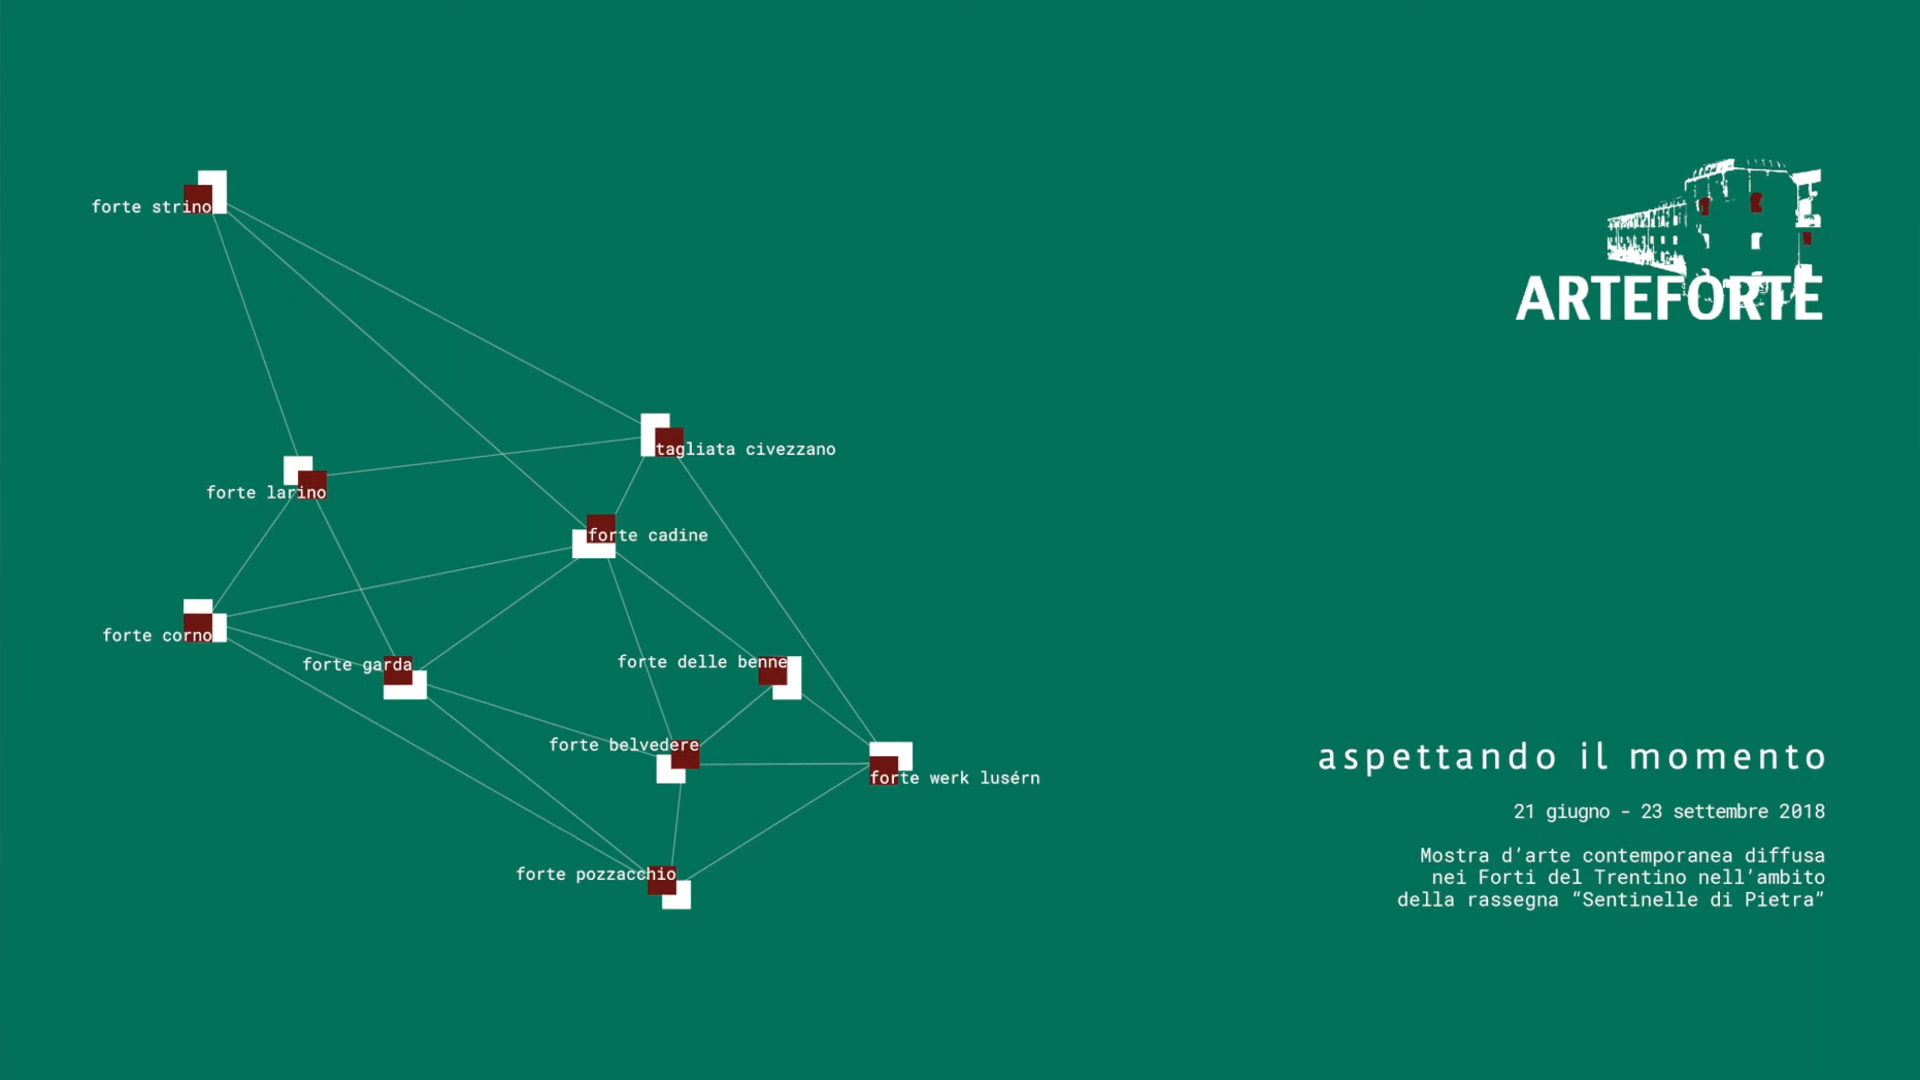 forte strino
tagliata civezzano
forte larino
forte cadine
forte corno
forte garda
forte delle benne
forte belvedere
forte werk lusérn
forte pozzacchio
ARTEFORTE
aspettando il momento
21 giugno - 23 settembre 2018
Mostra d’arte contemporanea diffusa
nei Forti del Trentino nell’ambito
della rassegna “Sentinelle di Pietra”